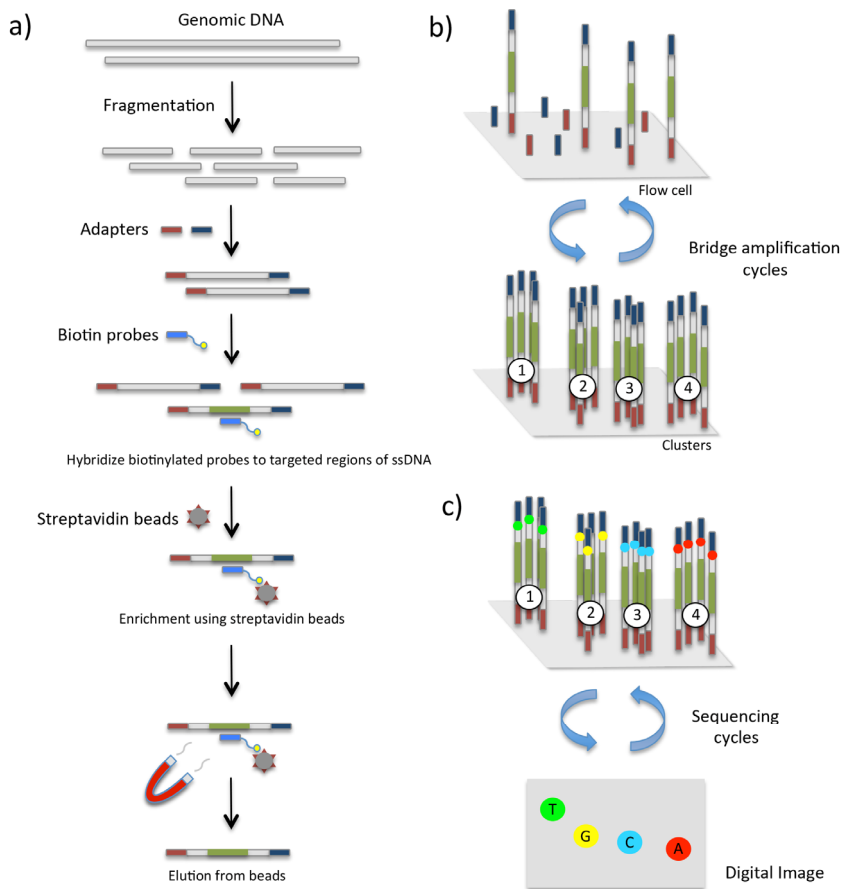 a)
Genomic DNA
Fragmentation
Adapters
Biotin probes
Hybridize biotinylated probes to targeted regions of ssDNA
Streptavidin beads
Enrichment using streptavidin beads
Elution from beads
b)
Flow cell
Bridge amplification
cycles
1
2
3
4
Clusters
c)
1
2
3
4
Sequencing
cycles
T
G
C
A
Digital Image